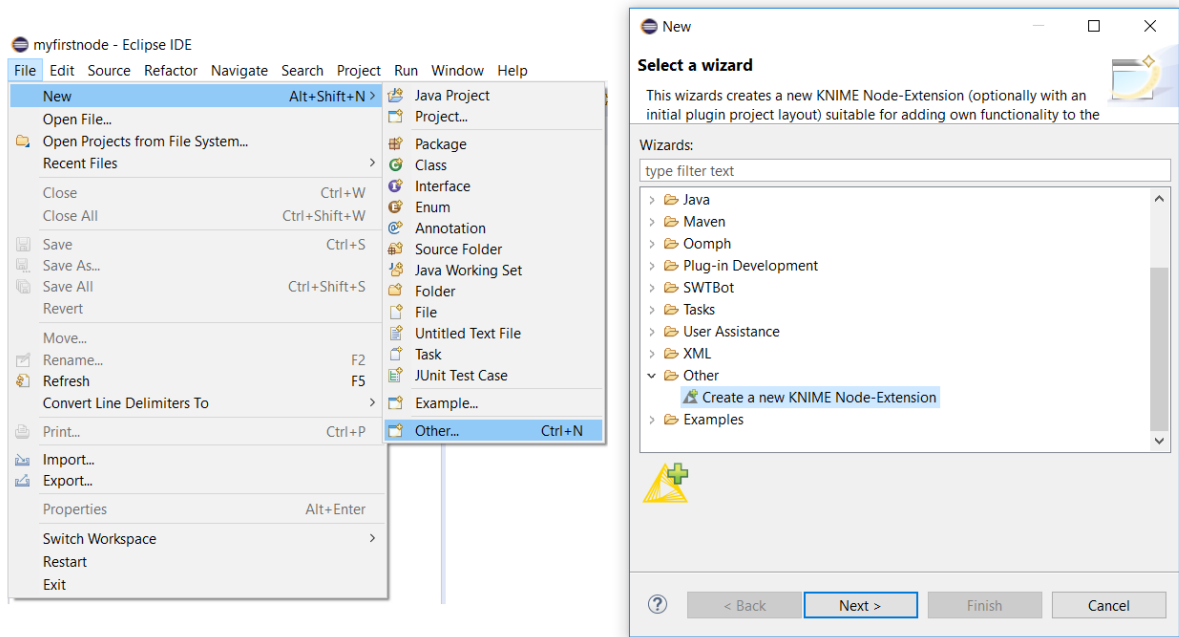 myfirstnode - Eclipse IDE
File Edit Source Refactor Navigate Search Project Run Window Help
New Alt+Shift+N >
Open File...
Open Projects from File System...
Recent Files >
Close Ctrl+W
Close All Ctrl+Shift+W
Save Ctrl+S
Save As...
Save All Ctrl+Shift+S
Revert
Move...
Rename... F2
Refresh F5
Convert Line Delimiters To >
Print... Ctrl+P
Import...
Export...
Properties Alt+Enter
Switch Workspace >
Restart
Exit
Java Project
Project...
Package
Class
Interface
Enum
Annotation
Source Folder
Java Working Set
Folder
File
Untitled Text File
Task
JUnit Test Case
Example...
Other... Ctrl+N
New
Select a wizard
This wizards creates a new KNIME Node-Extension (optionally with an
initial plugin project layout) suitable for adding own functionality to the
Wizards:
type filter text
Java
Maven
Oomph
Plug-in Development
SWTBot
Tasks
User Assistance
XML
Other
Create a new KNIME Node-Extension
Examples
? < Back Next > Finish Cancel